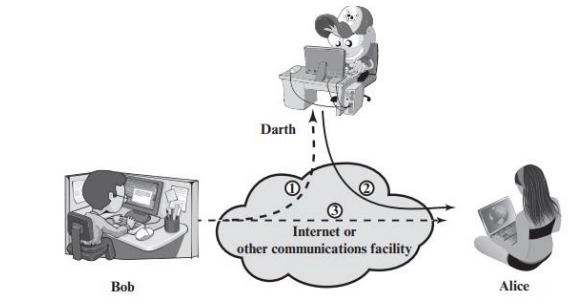 Darth
①
②
③
Internet or
other communications facility
Bob
Alice